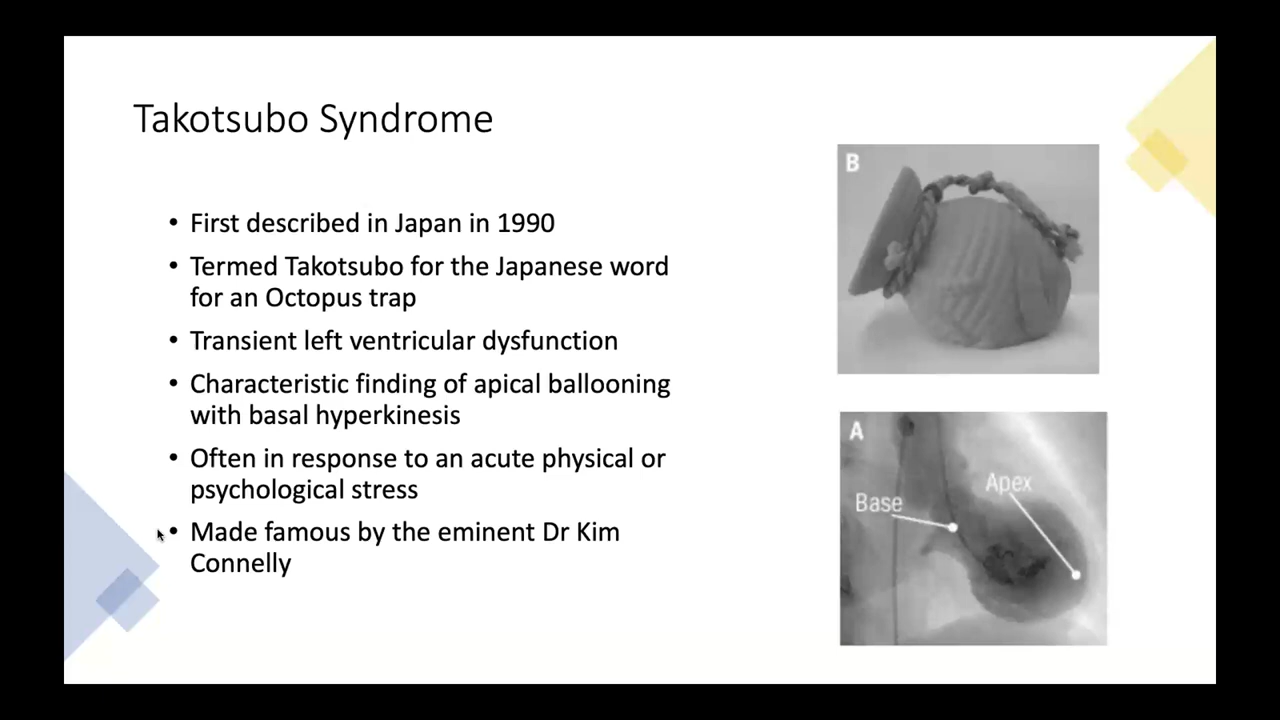 Takotsubo Syndrome
• First described in Japan in 1990
• Termed Takotsubo for the Japanese word
for an Octopus trap
• Transient left ventricular dysfunction
• Characteristic finding of apical ballooning
with basal hyperkinesis
• Often in response to an acute physical or
psychological stress
• Made famous by the eminent Dr Kim
Connelly
B
A
Base
Apex